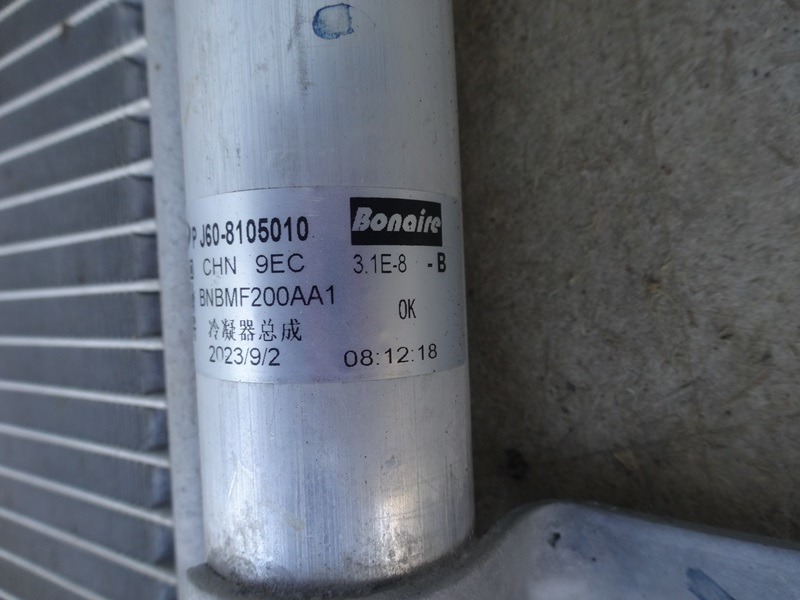 P J60-8105010 Bonaire
CHN 9EC 3.1E-8 -B
BNBMF200AA1 OK
冷凝器总成
2023/9/2 08:12:18